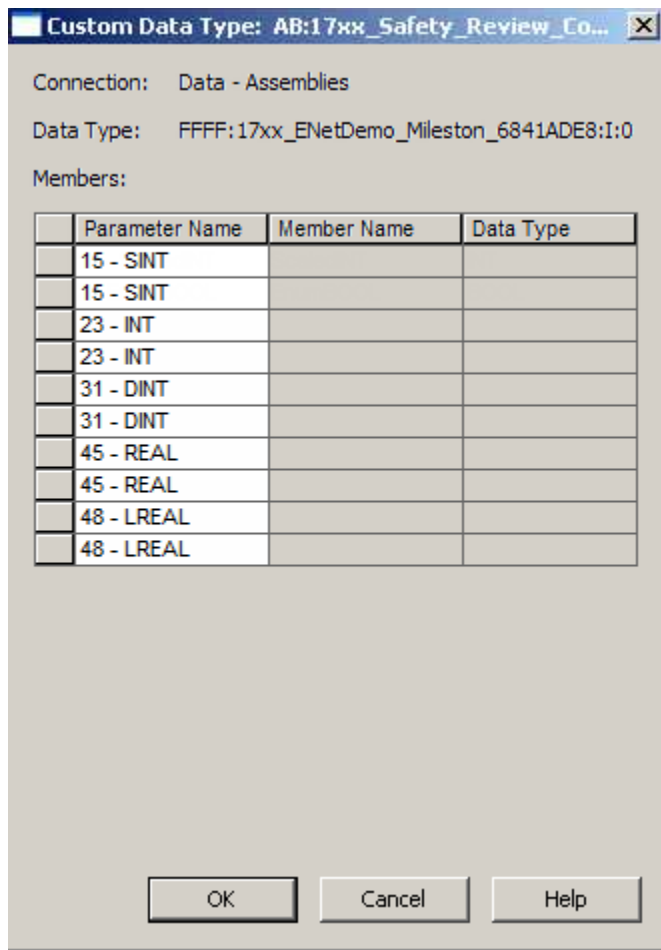 Custom Data Type: AB:17xx_Safety_Review_Co...
Connection: Data - Assemblies
Data Type: FFFF:17xx_ENetDemo_Mileston_6841ADE8:I:0
Members:
Parameter Name Member Name Data Type
15 - SINT
15 - SINT
23 - INT
23 - INT
31 - DINT
31 - DINT
45 - REAL
45 - REAL
48 - LREAL
48 - LREAL
OK Cancel Help